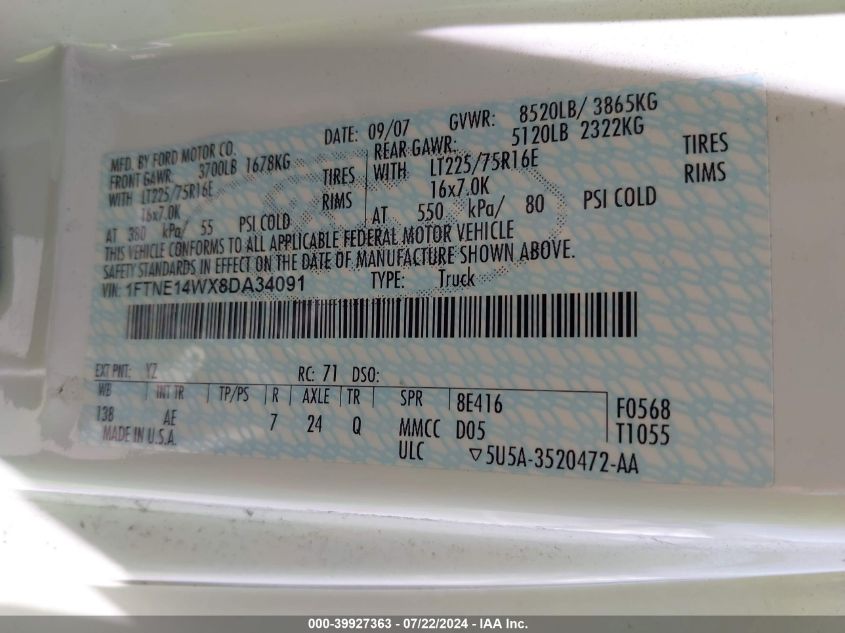 MFD. BY FORD MOTOR CO.
DATE: 09/07
GVWR: 8520LB/ 3865KG
FRONT GAWR: 3700LB 1678KG
REAR GAWR: 5120LB 2322KG
WITH LT225/75R16E TIRES
WITH LT225/75R16E TIRES
16x7.0K RIMS
16x7.0K RIMS
AT 380 kPa/ 55 PSI COLD
AT 550 kPa/ 80 PSI COLD
THIS VEHICLE CONFORMS TO ALL APPLICABLE FEDERAL MOTOR VEHICLE
SAFETY STANDARDS IN EFFECT ON THE DATE OF MANUFACTURE SHOWN ABOVE.
VIN: 1FTNE14WX8DA34091
TYPE: Truck
EXT PNT: YZ
RC: 71 DSO:
WB INT TR TP/PS R AXLE TR SPR
8E416 F0568
138 AE 7 24 Q MMCC D05 T1055
MADE IN U.S.A.
ULC ▽5U5A-3520472-AA
000-39927363 - 07/22/2024 - IAA Inc.